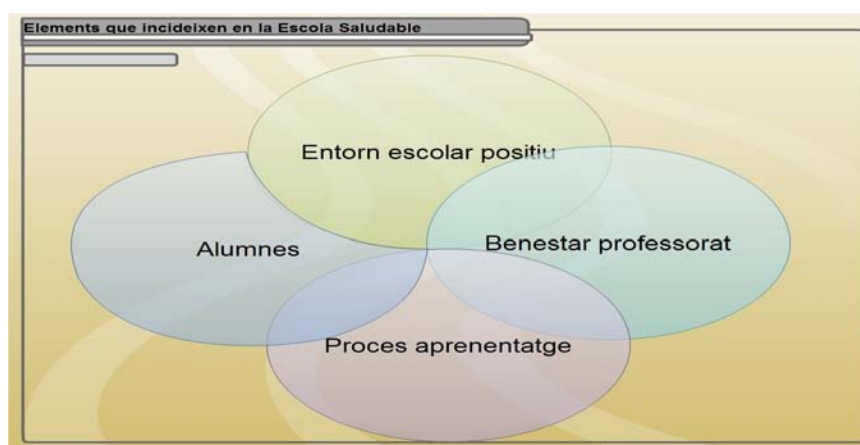 Elements que incideixen en la Escola Saludable
Entorn escolar positiu
Alumnes
Benestar professorat
Proces aprenentatge